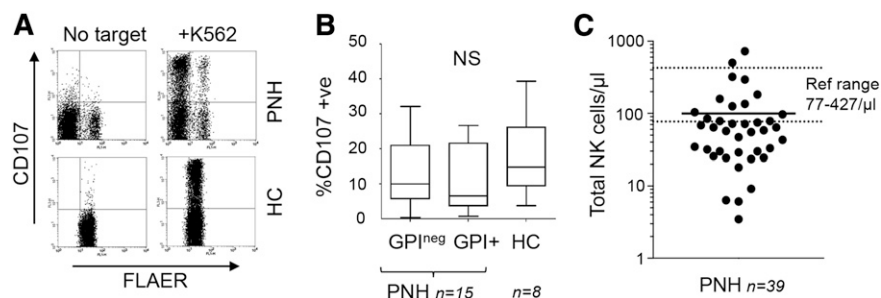 A
No target
+K562
CD107
PNH
HC
FLAER
B
NS
%CD107 +ve
50
40
30
20
10
0
GPIneg
GPI+
HC
PNH n=15
n=8
C
Total NK cells/µl
1000
100
10
1
Ref range
77-427/µl
PNH n=39